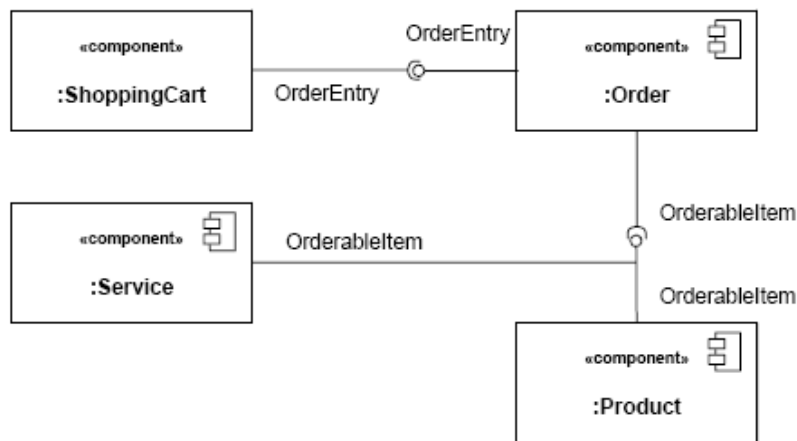 «component»
:ShoppingCart
OrderEntry
OrderEntry
«component»
:Order
«component»
:Service
OrderableItem
OrderableItem
OrderableItem
«component»
:Product